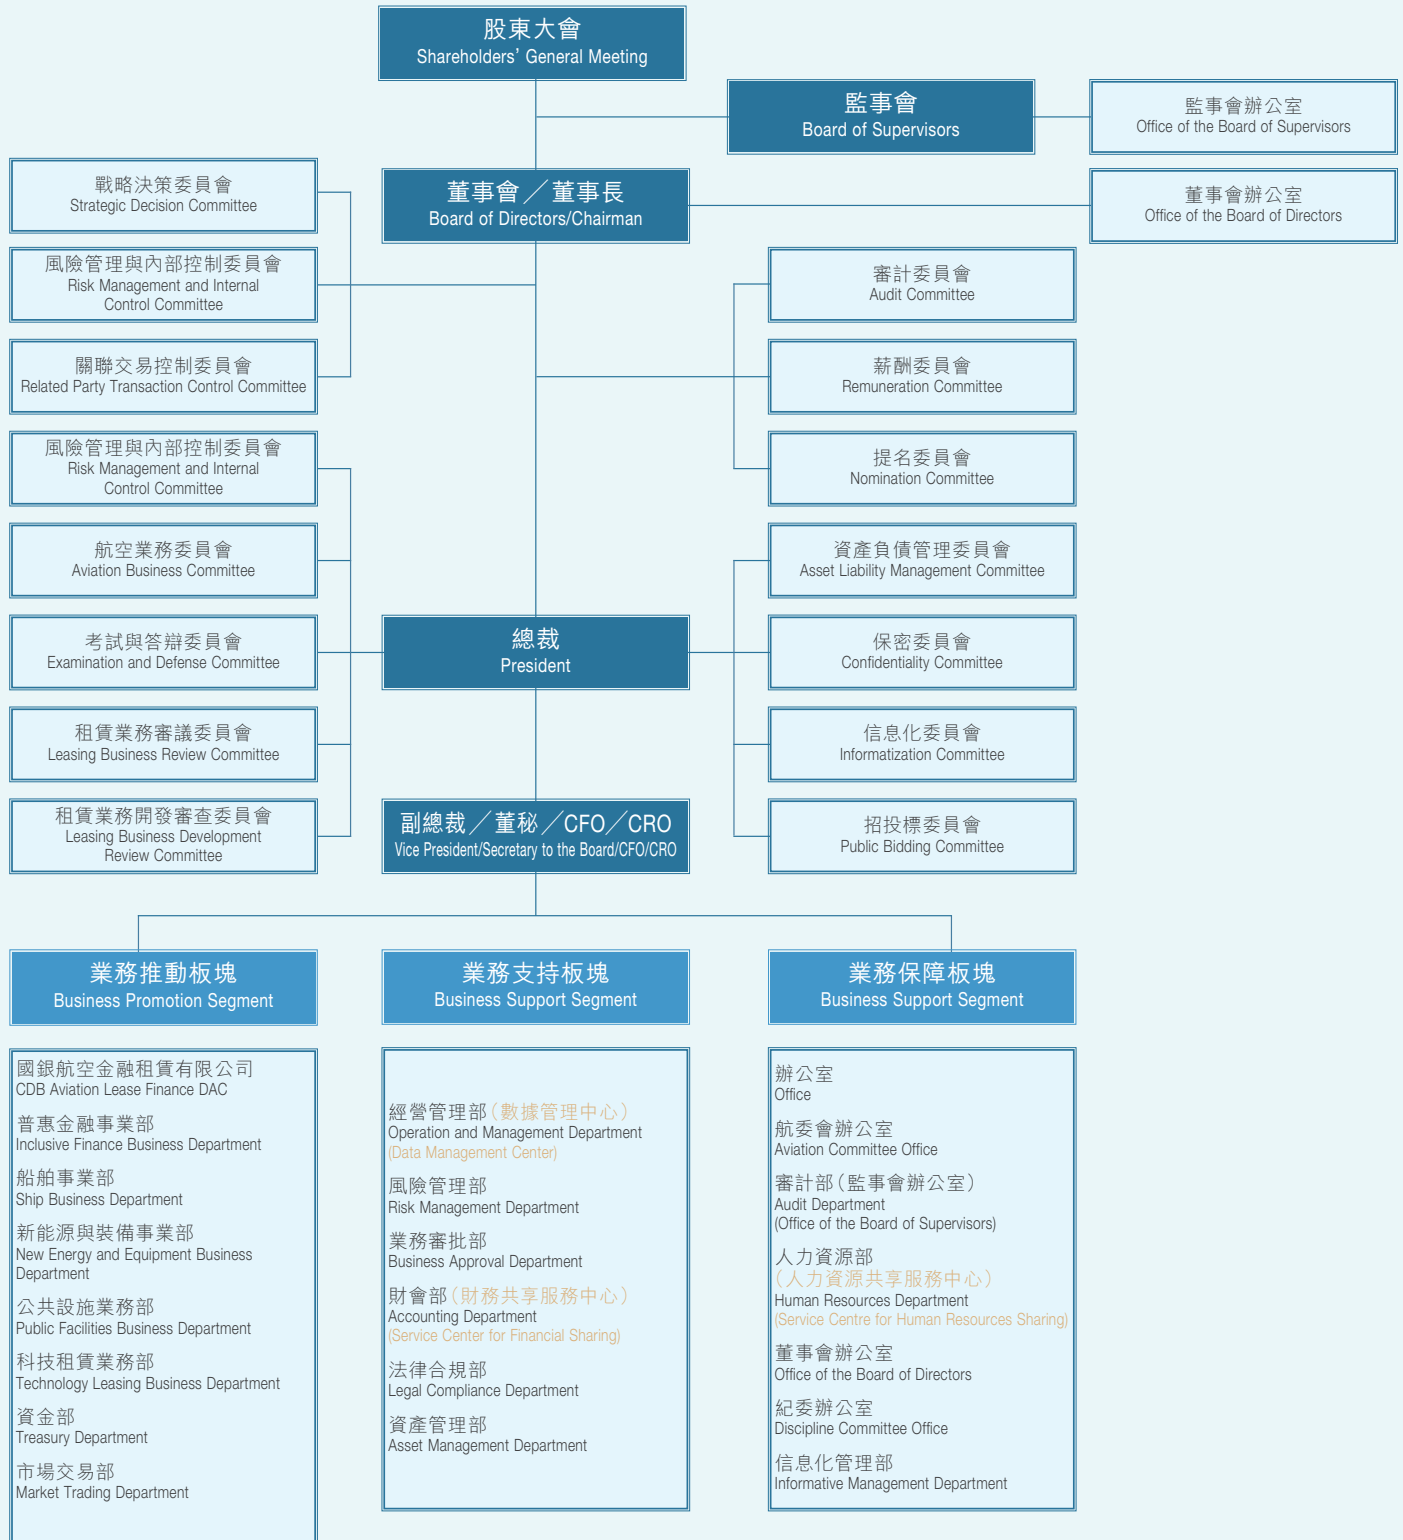 股東大會
Shareholders' General Meeting
監事會
Board of Supervisors
監事會辦公室
Office of the Board of Supervisors
戰略決策委員會
Strategic Decision Committee
董事會／董事長
Board of Directors/Chairman
董事會辦公室
Office of the Board of Directors
風險管理與內部控制委員會
Risk Management and Internal
Control Committee
審計委員會
Audit Committee
關聯交易控制委員會
Related Party Transaction Control Committee
薪酬委員會
Remuneration Committee
風險管理與內部控制委員會
Risk Management and Internal
Control Committee
提名委員會
Nomination Committee
航空業務委員會
Aviation Business Committee
資產負債管理委員會
Asset Liability Management Committee
考試與答辯委員會
Examination and Defense Committee
總裁
President
保密委員會
Confidentiality Committee
租賃業務審議委員會
Leasing Business Review Committee
信息化委員會
Informatization Committee
租賃業務開發審查委員會
Leasing Business Development
Review Committee
副總裁／董秘／CFO／CRO
Vice President/Secretary to the Board/CFO/CRO
招投標委員會
Public Bidding Committee
業務推動板塊
Business Promotion Segment
業務支持板塊
Business Support Segment
業務保障板塊
Business Support Segment
國銀航空金融租賃有限公司
CDB Aviation Lease Finance DAC
普惠金融事業部
Inclusive Finance Business Department
船舶事業部
Ship Business Department
新能源與裝備事業部
New Energy and Equipment Business
Department
公共設施業務部
Public Facilities Business Department
科技租賃業務部
Technology Leasing Business Department
資金部
Treasury Department
市場交易部
Market Trading Department
經營管理部（數據管理中心）
Operation and Management Department
(Data Management Center)
風險管理部
Risk Management Department
業務審批部
Business Approval Department
財會部（財務共享服務中心）
Accounting Department
(Service Center for Financial Sharing)
法律合規部
Legal Compliance Department
資產管理部
Asset Management Department
辦公室
Office
航委會辦公室
Aviation Committee Office
審計部（監事會辦公室）
Audit Department
(Office of the Board of Supervisors)
人力資源部
（人力資源共享服務中心）
Human Resources Department
(Service Centre for Human Resources Sharing)
董事會辦公室
Office of the Board of Directors
紀委辦公室
Discipline Committee Office
信息化管理部
Informative Management Department